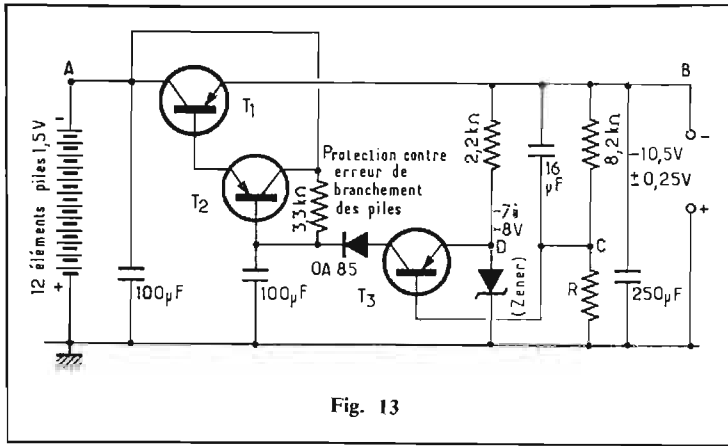 A
B
T1
T2
T3
12 éléments piles 1,5V
-
+
Protection contre
erreur de
branchement
des piles
3,3kΩ
2,2kΩ
8,2kΩ
16
µF
-10,5V
± 0,25V
-
+
-7à
-8V
D
C
OA 85
(Zener)
R
100µF
100µF
250µF
Fig. 13